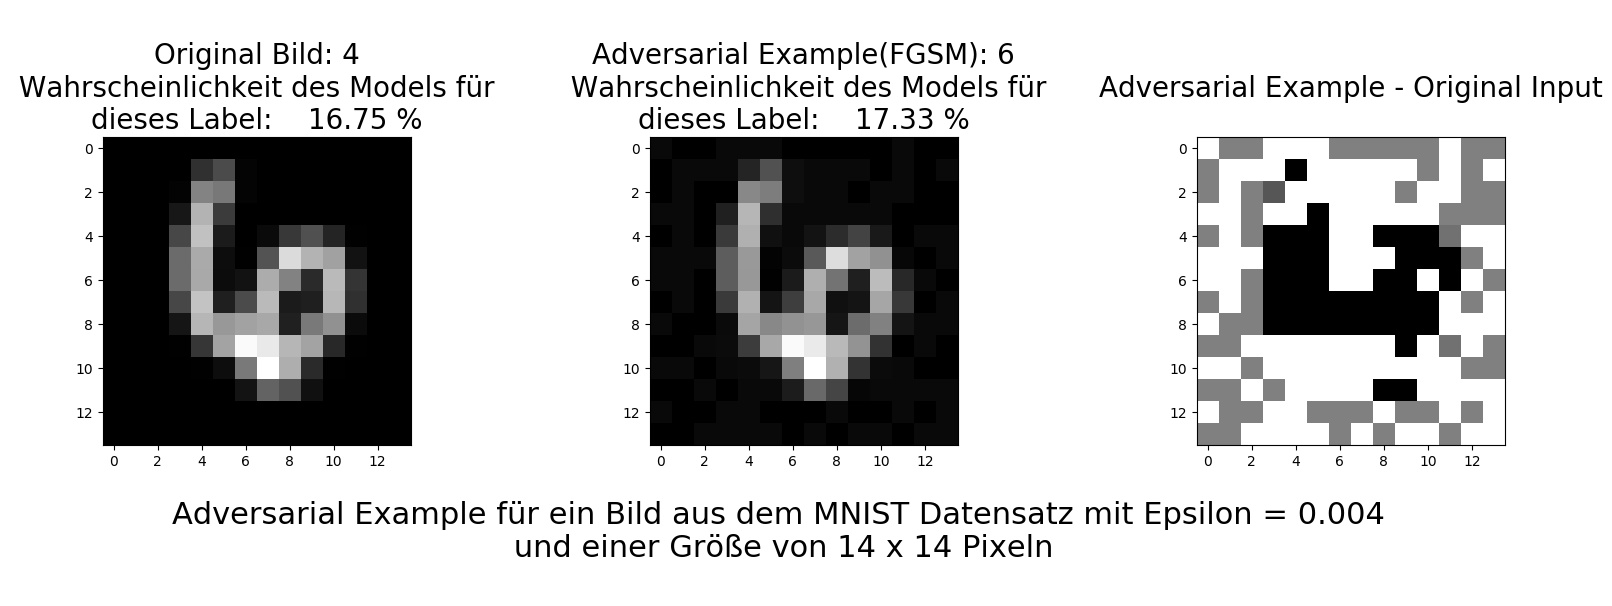 Original Bild: 4
Wahrscheinlichkeit des Models für
dieses Label: 16.75 %
0
2
4
6
8
10
12
0 2 4 6 8 10 12
Adversarial Example(FGSM): 6
Wahrscheinlichkeit des Models für
dieses Label: 17.33 %
0
2
4
6
8
10
12
0 2 4 6 8 10 12
Adversarial Example - Original Input
0
2
4
6
8
10
12
0 2 4 6 8 10 12
Adversarial Example für ein Bild aus dem MNIST Datensatz mit Epsilon = 0.004
und einer Größe von 14 x 14 Pixeln